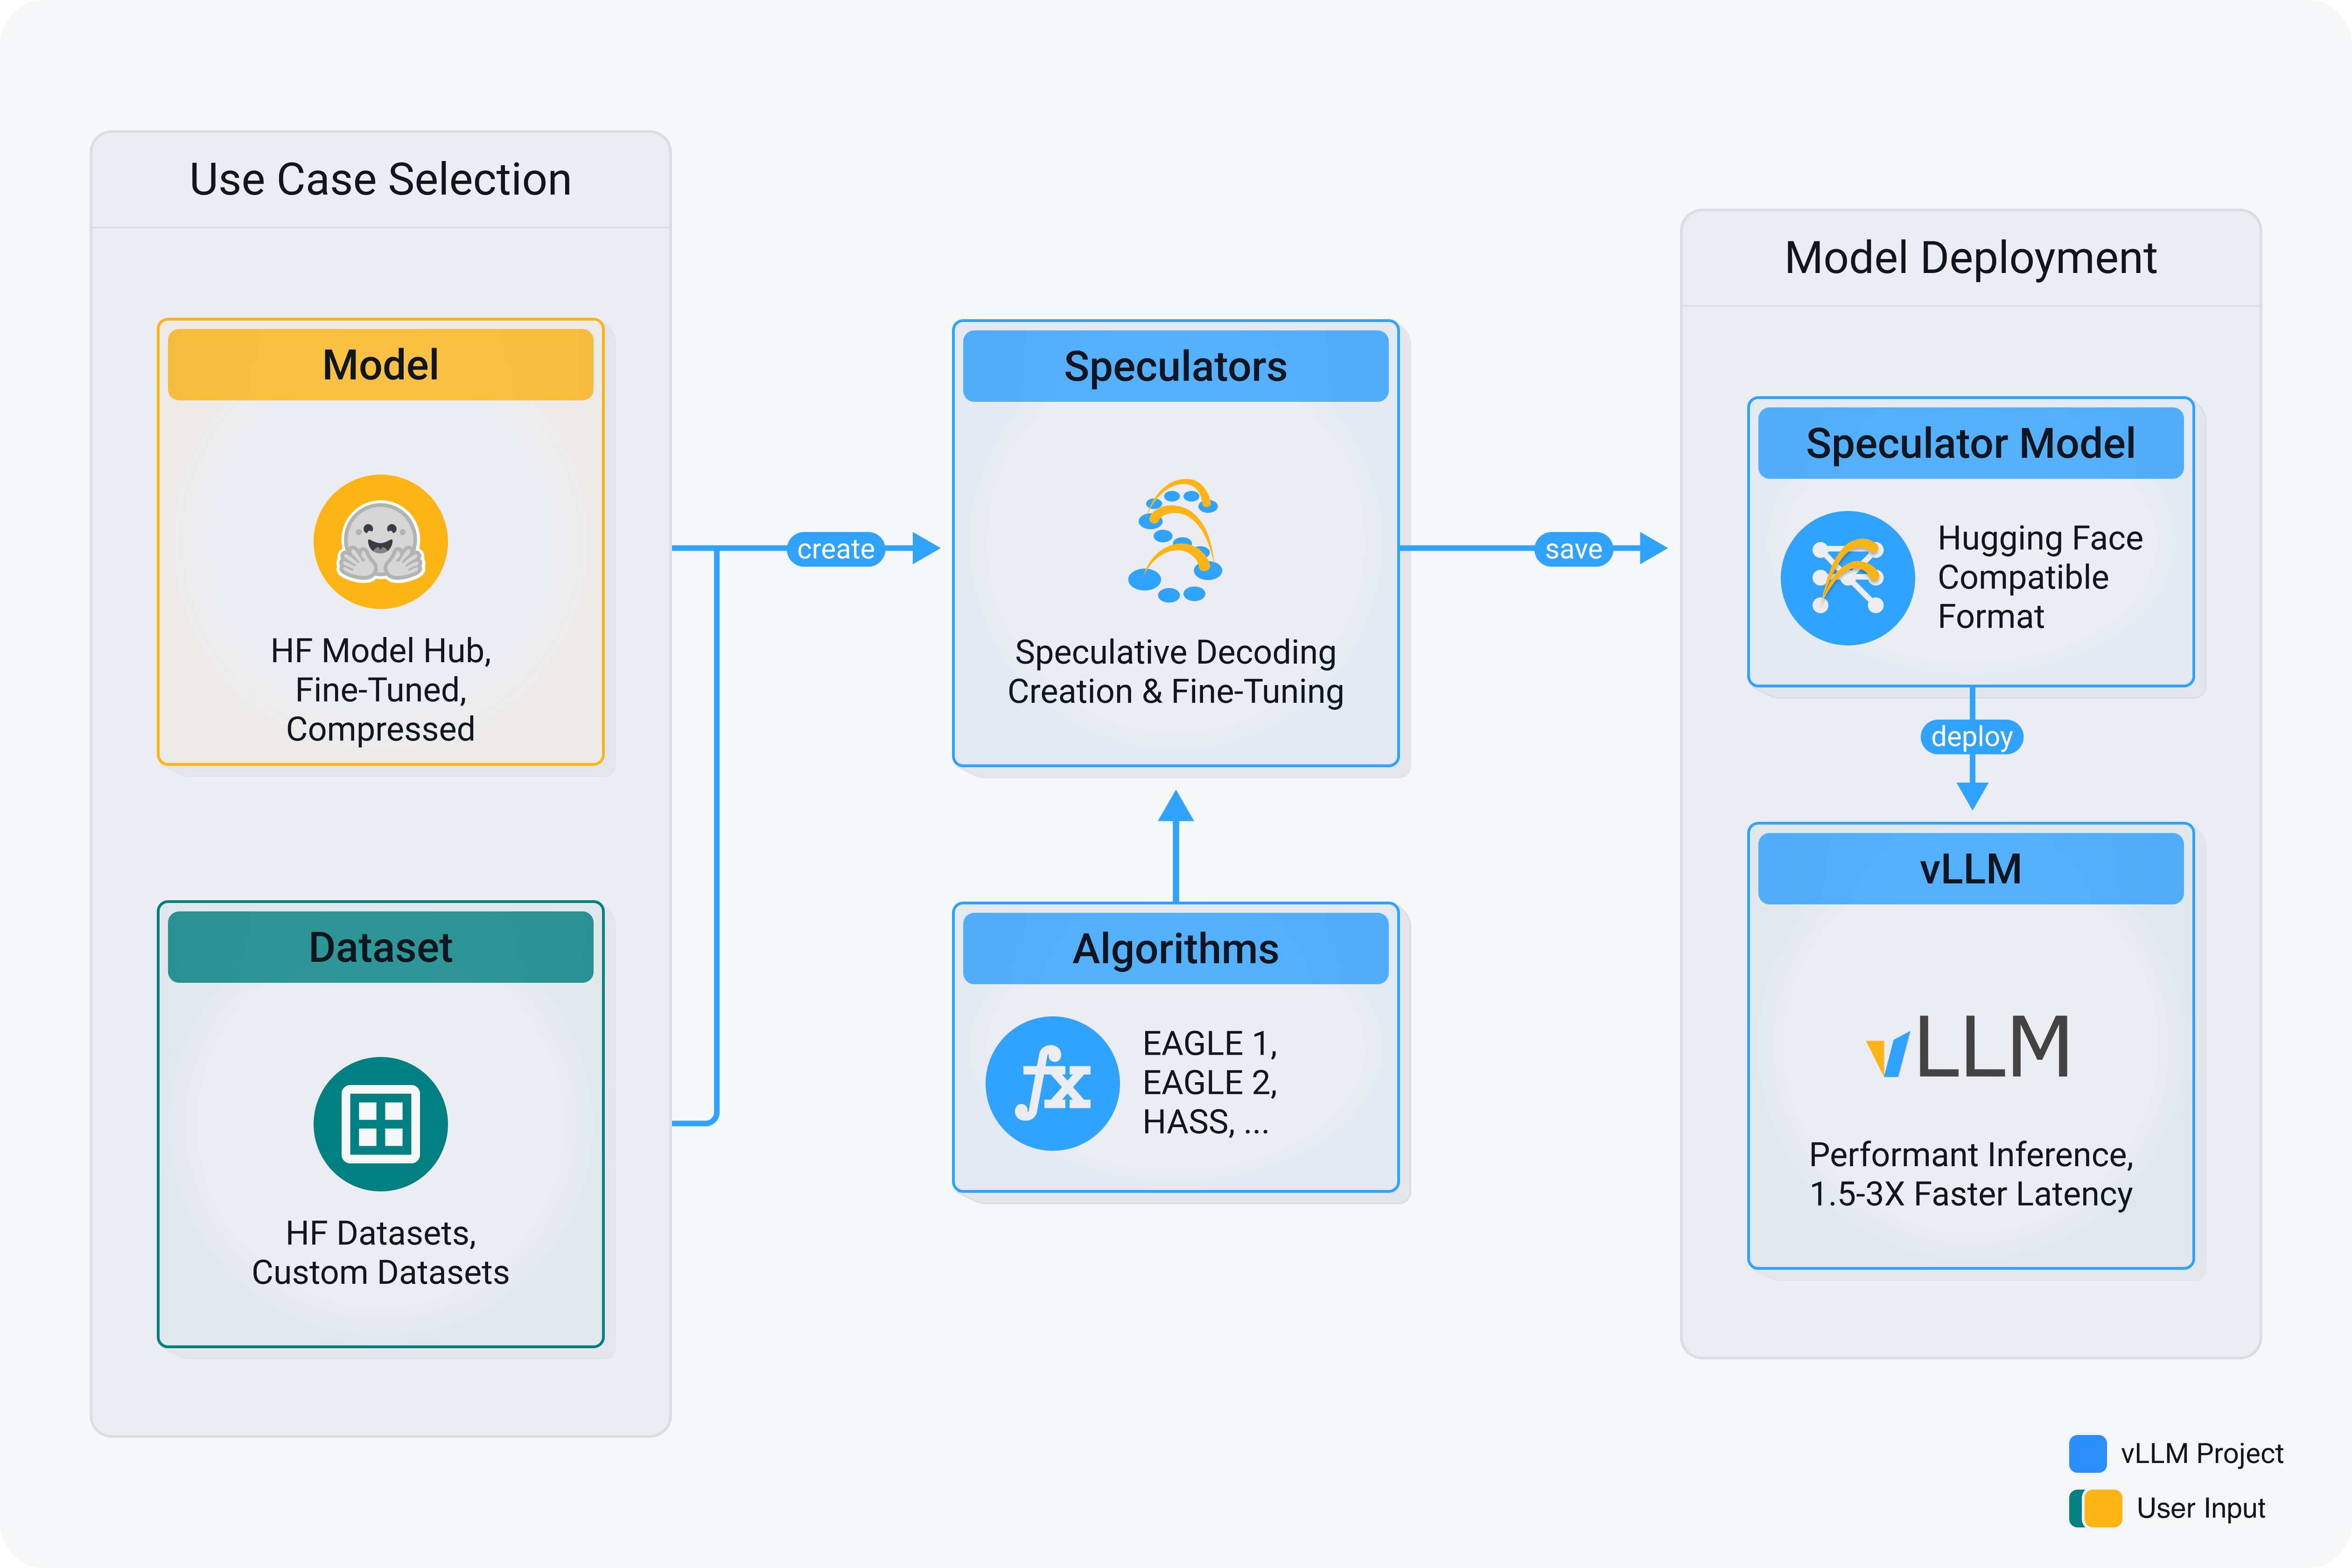 Use Case Selection
Model
HF Model Hub,
Fine-Tuned,
Compressed
Dataset
HF Datasets,
Custom Datasets
create
Speculators
Speculative Decoding
Creation & Fine-Tuning
Algorithms
fx
EAGLE 1,
EAGLE 2,
HASS, ...
save
Model Deployment
Speculator Model
Hugging Face
Compatible
Format
deploy
vLLM
vLLM
Performant Inference,
1.5-3X Faster Latency
vLLM Project
User Input